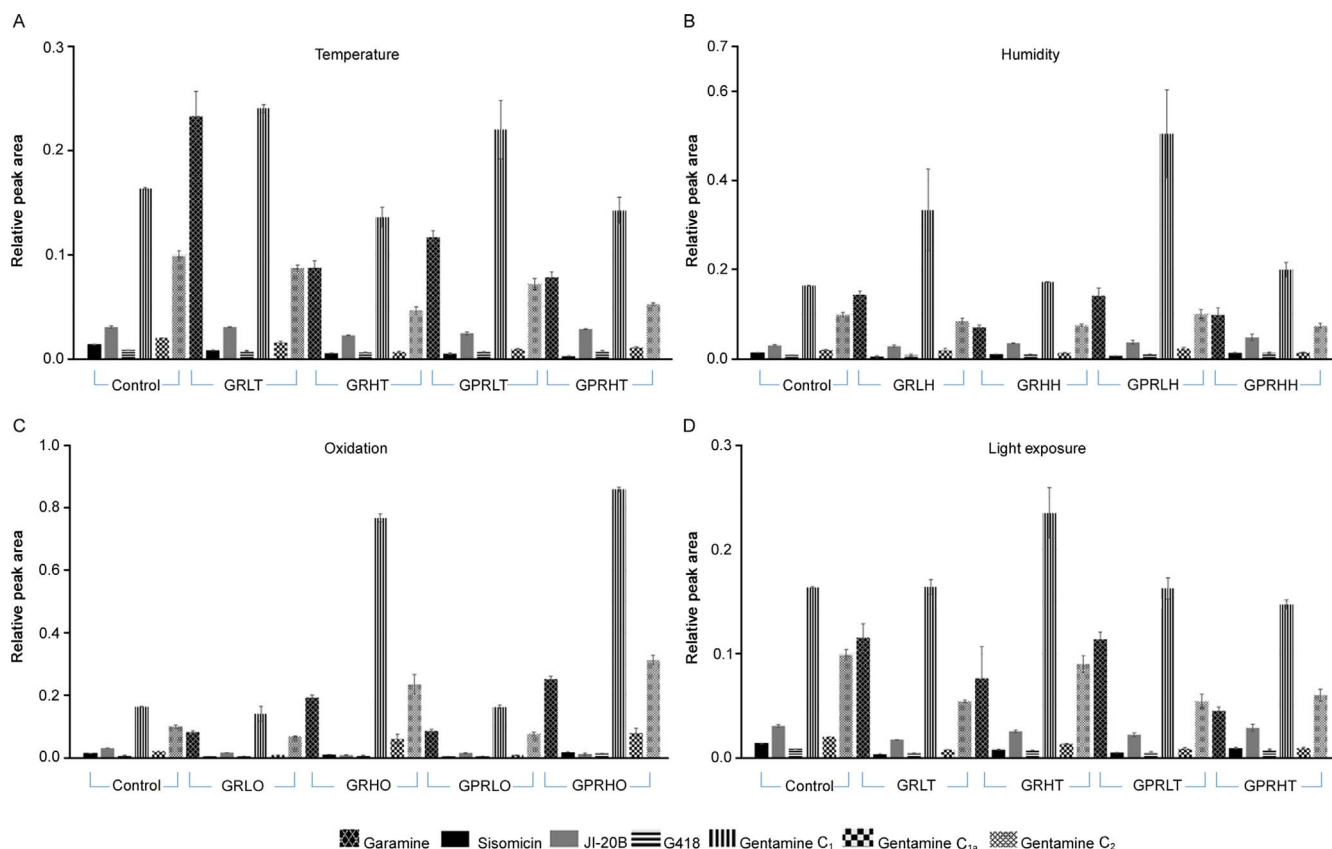 A
Temperature
Relative peak area
0.3
0.2
0.1
0.0
Control GRLT GRHT GPRLT GPRHT
B
Humidity
Relative peak area
0.7
0.6
0.4
0.2
0.0
Control GRLH GRHH GPRLH GPRHH
C
Oxidation
Relative peak area
1.0
0.8
0.6
0.4
0.2
0.0
Control GRLO GRHO GPRLO GPRHO
D
Light exposure
Relative peak area
0.3
0.2
0.1
0.0
Control GRLT GRHT GPRLT GPRHT
Garamine Sisomicin JI-20B G418 Gentamine C₁ Gentamine C₁ₐ Gentamine C₂